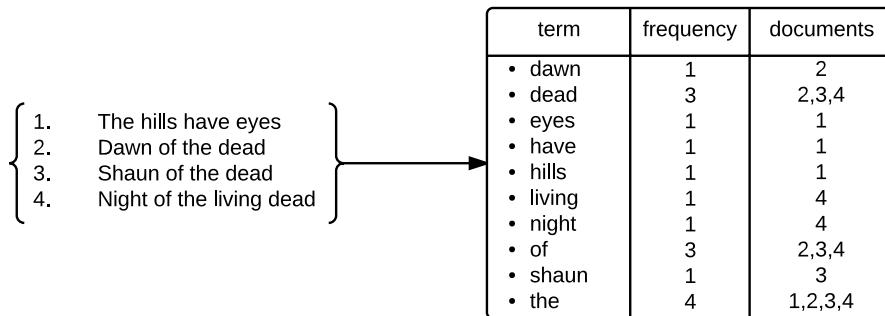 term frequency documents
• dawn 1 2
• dead 3 2,3,4
• eyes 1 1
• have 1 1
• hills 1 1
• living 1 4
• night 1 4
• of 3 2,3,4
• shaun 1 3
• the 4 1,2,3,4
1. The hills have eyes
2. Dawn of the dead
3. Shaun of the dead
4. Night of the living dead